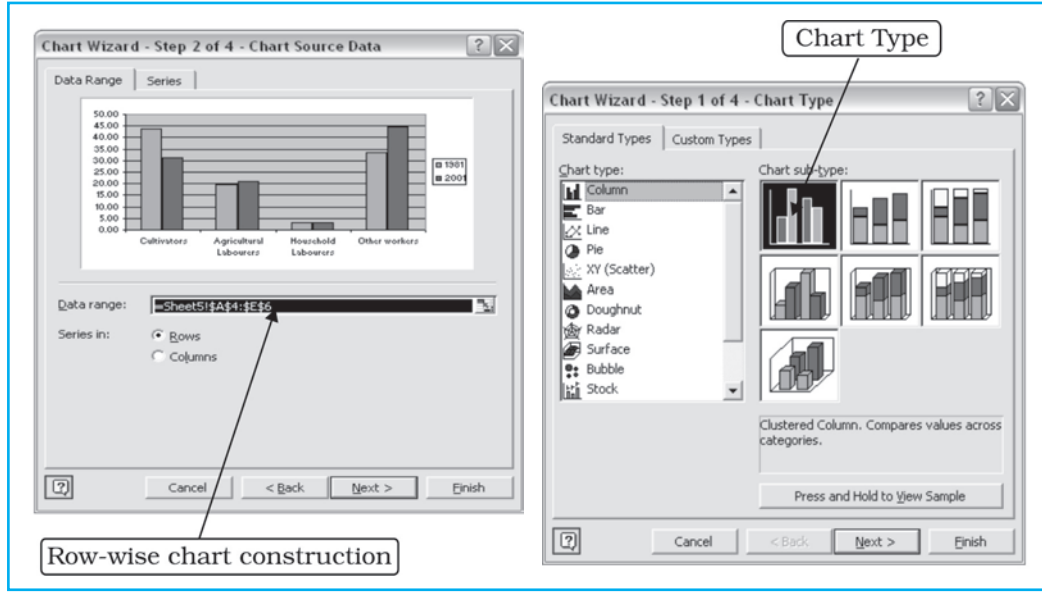 Chart Wizard - Step 2 of 4 - Chart Source Data
Data Range
Series
50.00
45.00
40.00
35.00
30.00
25.00
20.00
15.00
10.00
5.00
0.00
Cultivators
Agricultural
Labourers
Household
Labourers
Other workers
1981
2001
Data range:
=Sheet5!$A$4:$E$6
Series in:
Rows
Columns
Cancel
< Back
Next >
Finish
Row-wise chart construction
Chart Type
Chart Wizard - Step 1 of 4 - Chart Type
Standard Types
Custom Types
Chart type:
Column
Bar
Line
Pie
XY (Scatter)
Area
Doughnut
Radar
Surface
Bubble
Stock
Chart sub-type:
Clustered Column. Compares values across
categories.
Press and Hold to View Sample
Cancel
< Back
Next >
Finish